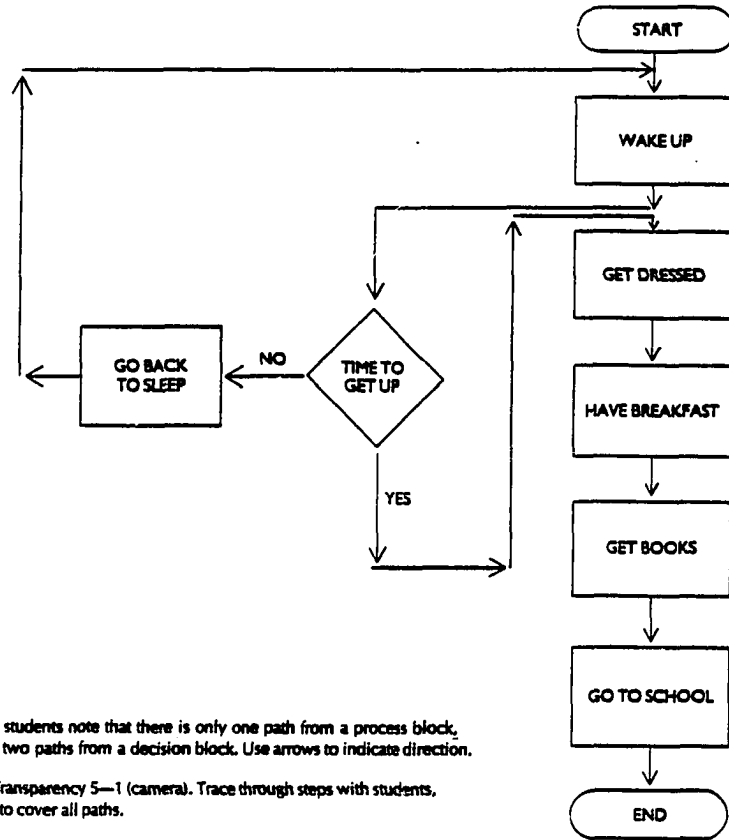 START
WAKE UP
GET DRESSED
GO BACK
TO SLEEP
NO
TIME TO
GET UP
YES
HAVE BREAKFAST
GET BOOKS
GO TO SCHOOL
END
students note that there is only one path from a process block,
two paths from a decision block. Use arrows to indicate direction.
Transparency 5—1 (camera). Trace through steps with students,
to cover all paths.